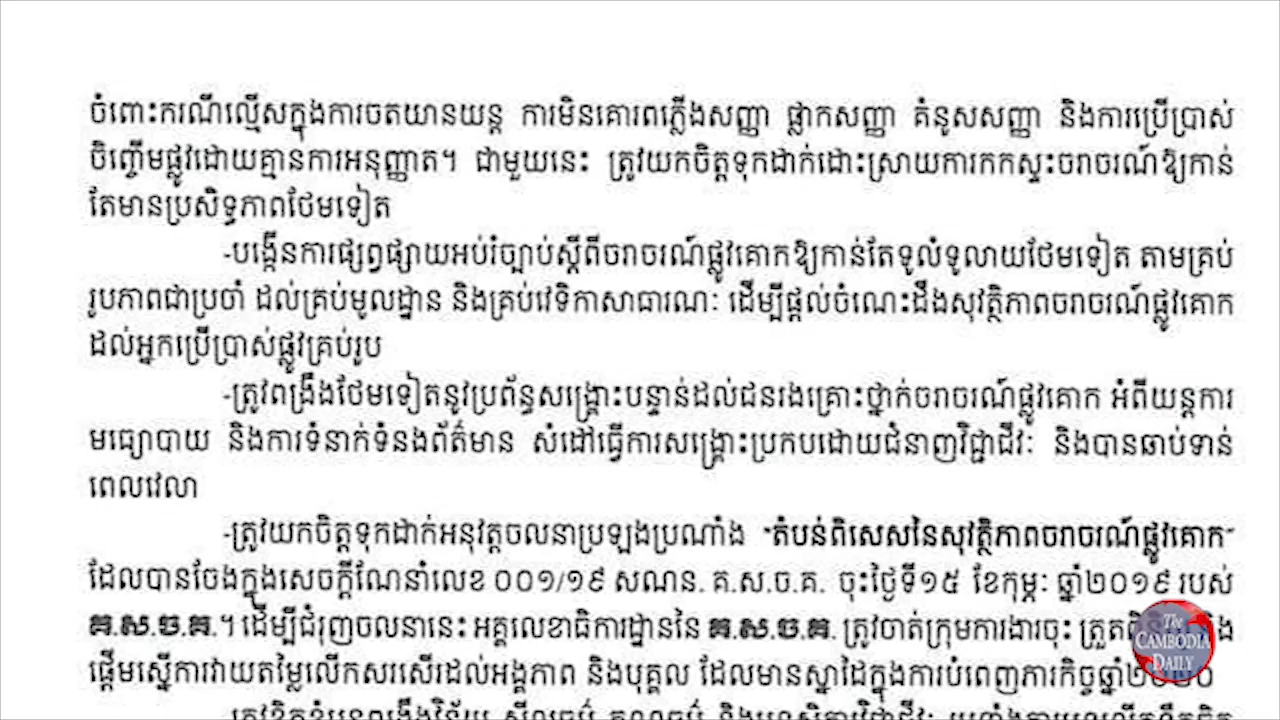 ចំពោះករណីល្មើសក្នុងការចតយានយន្ត ការមិនគោរពភ្លើងសញ្ញា ផ្លាកសញ្ញា គំនូសសញ្ញា និងការប្រើប្រាស់
ចិញ្ចើមផ្លូវដោយគ្មានការអនុញ្ញាត។ ជាមួយនេះ ត្រូវយកចិត្តទុកដាក់ដោះស្រាយការកកស្ទះចរាចរណ៍ឱ្យកាន់
តែមានប្រសិទ្ធភាពថែមទៀត
-បង្កើនការផ្សព្វផ្សាយអប់រំច្បាប់ស្តីពីចរាចរណ៍ផ្លូវគោកឱ្យកាន់តែទូលំទូលាយថែមទៀត តាមគ្រប់
រូបភាពជាប្រចាំ ដល់គ្រប់មូលដ្ឋាន និងគ្រប់វេទិកាសាធារណៈ ដើម្បីផ្តល់ចំណេះដឹងសុវត្ថិភាពចរាចរណ៍ផ្លូវគោក
ដល់អ្នកប្រើប្រាស់ផ្លូវគ្រប់រូប
-ត្រូវពង្រឹងថែមទៀតនូវប្រព័ន្ធសង្គ្រោះបន្ទាន់ដល់ជនរងគ្រោះថ្នាក់ចរាចរណ៍ផ្លូវគោក អំពីយន្តការ
មធ្យោបាយ និងការទំនាក់ទំនងព័ត៌មាន សំដៅធ្វើការសង្គ្រោះប្រកបដោយជំនាញវិជ្ជាជីវៈ និងបានឆាប់ទាន់
ពេលវេលា
-ត្រូវយកចិត្តទុកដាក់អនុវត្តចលនាប្រឡងប្រណាំង "តំបន់ពិសេសនៃសុវត្ថិភាពចរាចរណ៍ផ្លូវគោក"
ដែលបានចែងក្នុងសេចក្តីណែនាំលេខ ០០១/១៩ សណន. គ.ស.ច.គ. ចុះថ្ងៃទី១៥ ខែកុម្ភៈ ឆ្នាំ២០១៩ របស់
គ.ស.ច.គ.។ ដើម្បីជំរុញចលនានេះ អគ្គលេខាធិការដ្ឋាននៃ គ.ស.ច.គ. ត្រូវចាត់ក្រុមការងារចុះ
ផ្តើមស្នើការវាយតម្លៃលើកសរសើរដល់អង្គភាព និងបុគ្គល ដែលមានស្នាដៃក្នុងការបំពេញភារកិច្ចឆ្នាំ២០២០
The
CAMBODIA
DAILY